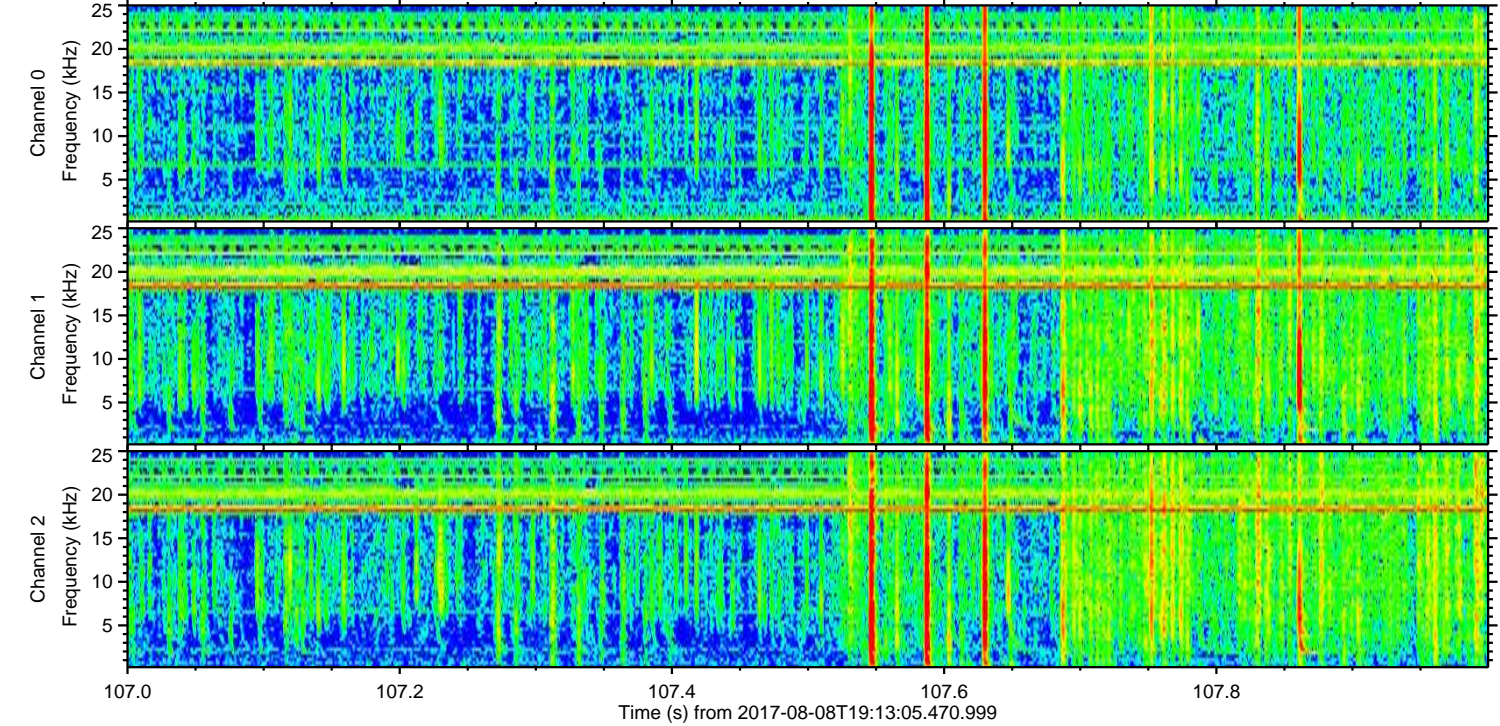 Channel 0
Frequency (kHz)
25
20
15
10
5
Channel 1
Frequency (kHz)
25
20
15
10
5
Channel 2
Frequency (kHz)
25
20
15
10
5
107.0 107.2 107.4 107.6 107.8
Time (s) from 2017-08-08T19:13:05.470.999